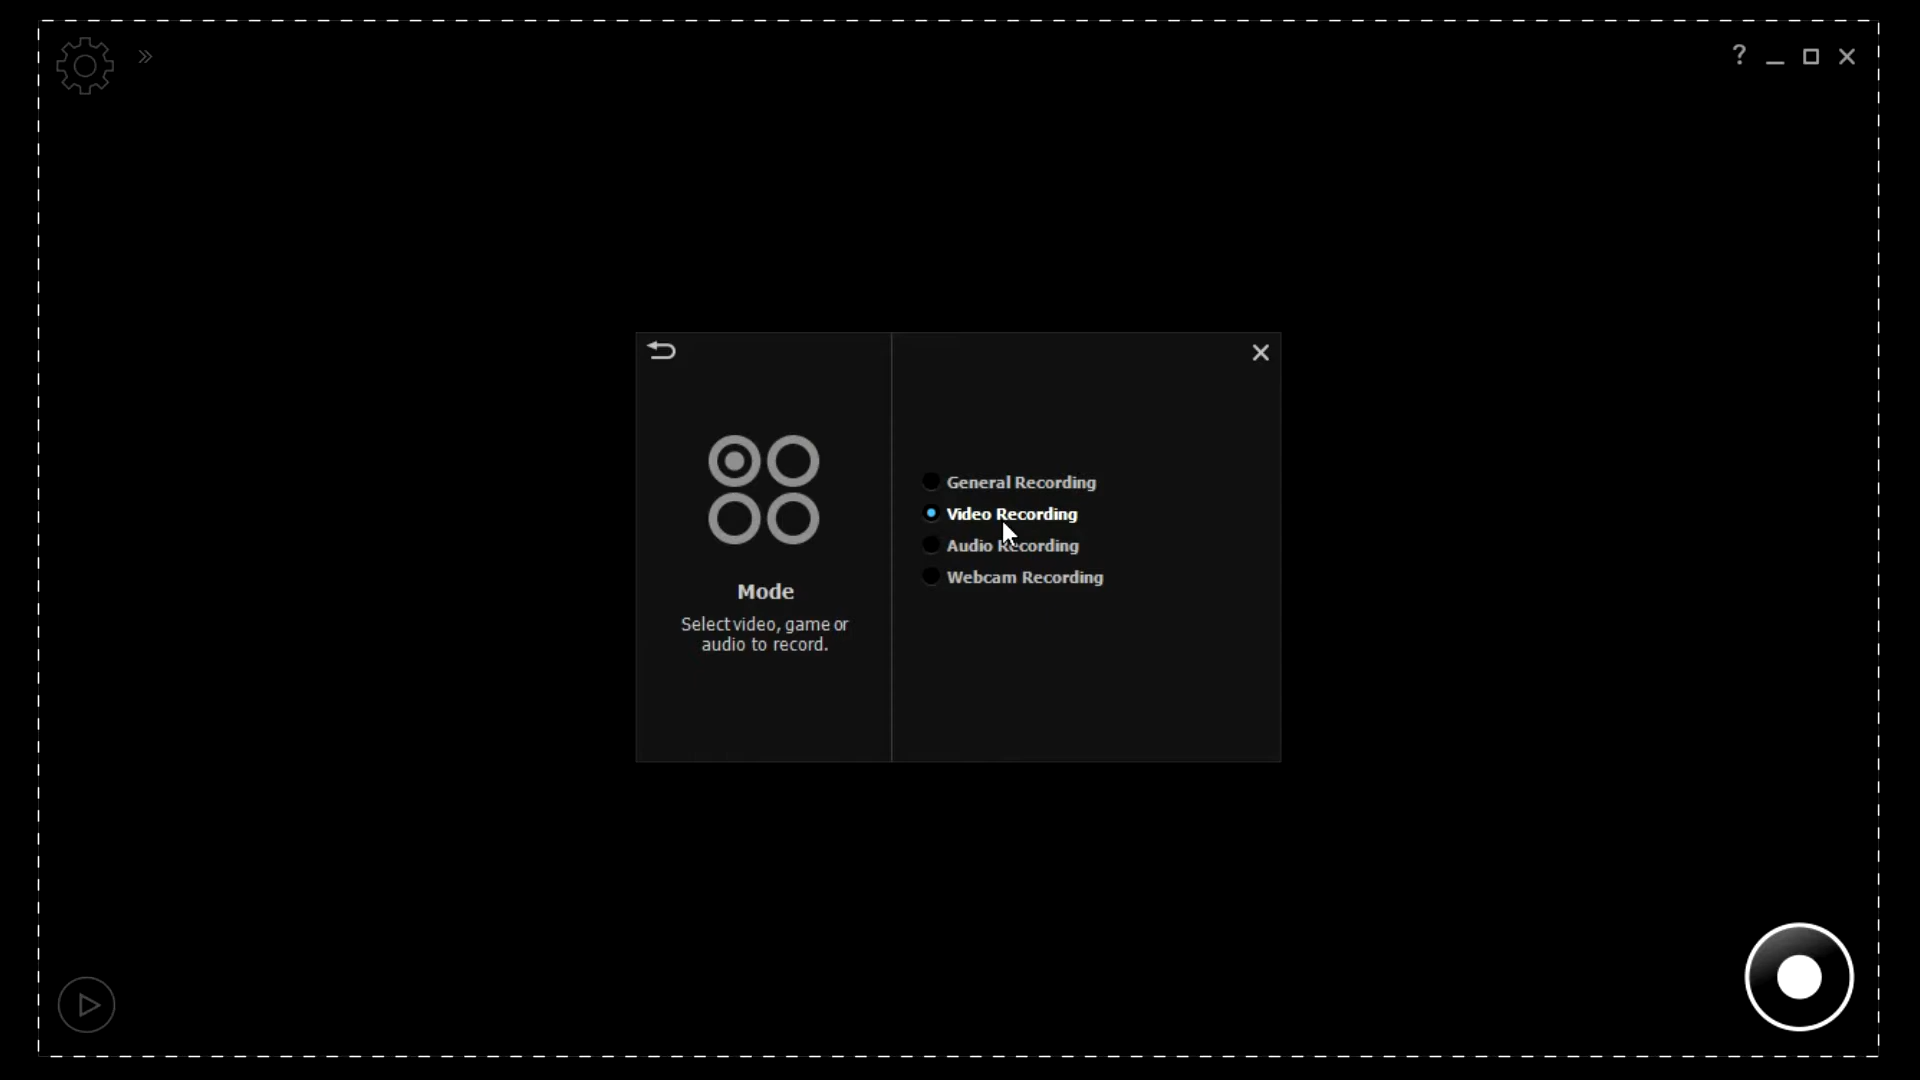 ?
General Recording
Video Recording
Audio Recording
Webcam Recording
Mode
Select video, game or
audio to record.